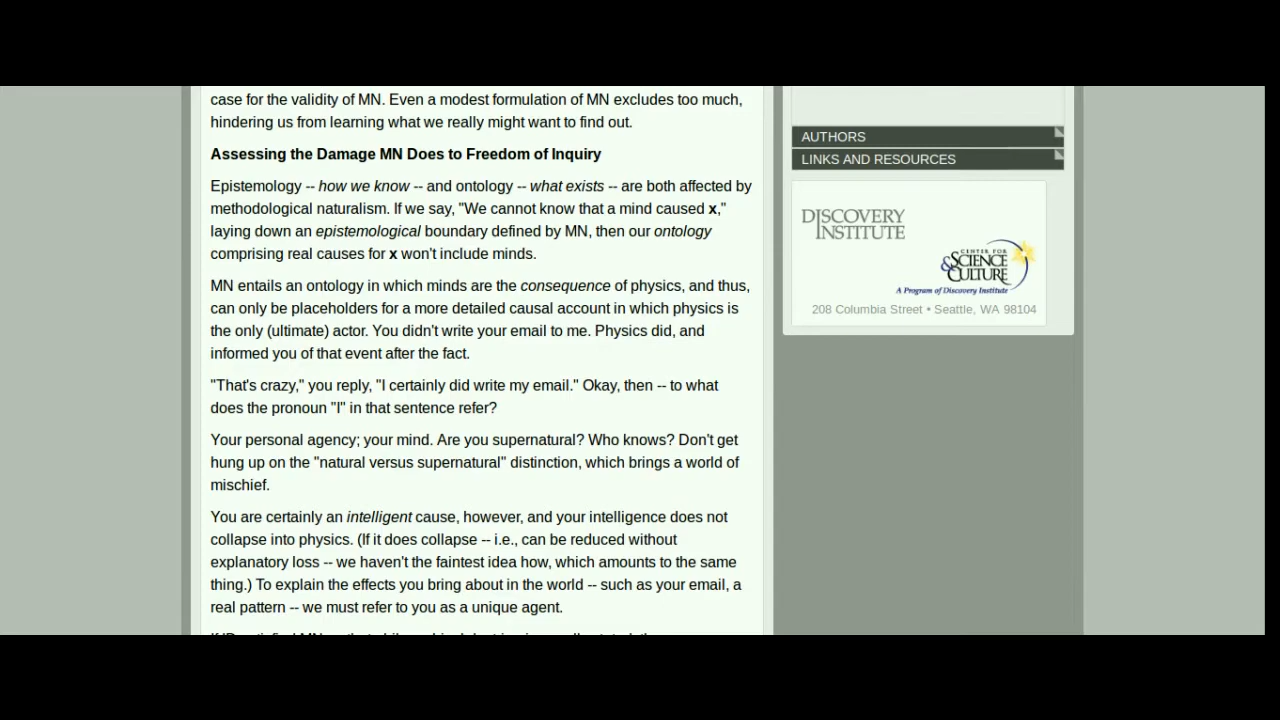 case for the validity of MN. Even a modest formulation of MN excludes too much,
hindering us from learning what we really might want to find out.
Assessing the Damage MN Does to Freedom of Inquiry
Epistemology -- how we know -- and ontology -- what exists -- are both affected by
methodological naturalism. If we say, "We cannot know that a mind caused x,"
laying down an epistemological boundary defined by MN, then our ontology
comprising real causes for x won't include minds.
MN entails an ontology in which minds are the consequence of physics, and thus,
can only be placeholders for a more detailed causal account in which physics is
the only (ultimate) actor. You didn't write your email to me. Physics did, and
informed you of that event after the fact.
"That's crazy," you reply, "I certainly did write my email." Okay, then -- to what
does the pronoun "I" in that sentence refer?
Your personal agency; your mind. Are you supernatural? Who knows? Don't get
hung up on the "natural versus supernatural" distinction, which brings a world of
mischief.
You are certainly an intelligent cause, however, and your intelligence does not
collapse into physics. (If it does collapse -- i.e., can be reduced without
explanatory loss -- we haven't the faintest idea how, which amounts to the same
thing.) To explain the effects you bring about in the world -- such as your email, a
real pattern -- we must refer to you as a unique agent.
AUTHORS
LINKS AND RESOURCES
DISCOVERY
INSTITUTE
CENTER FOR
SCIENCE
& CULTURE
A Program of Discovery Institute
208 Columbia Street • Seattle, WA 98104